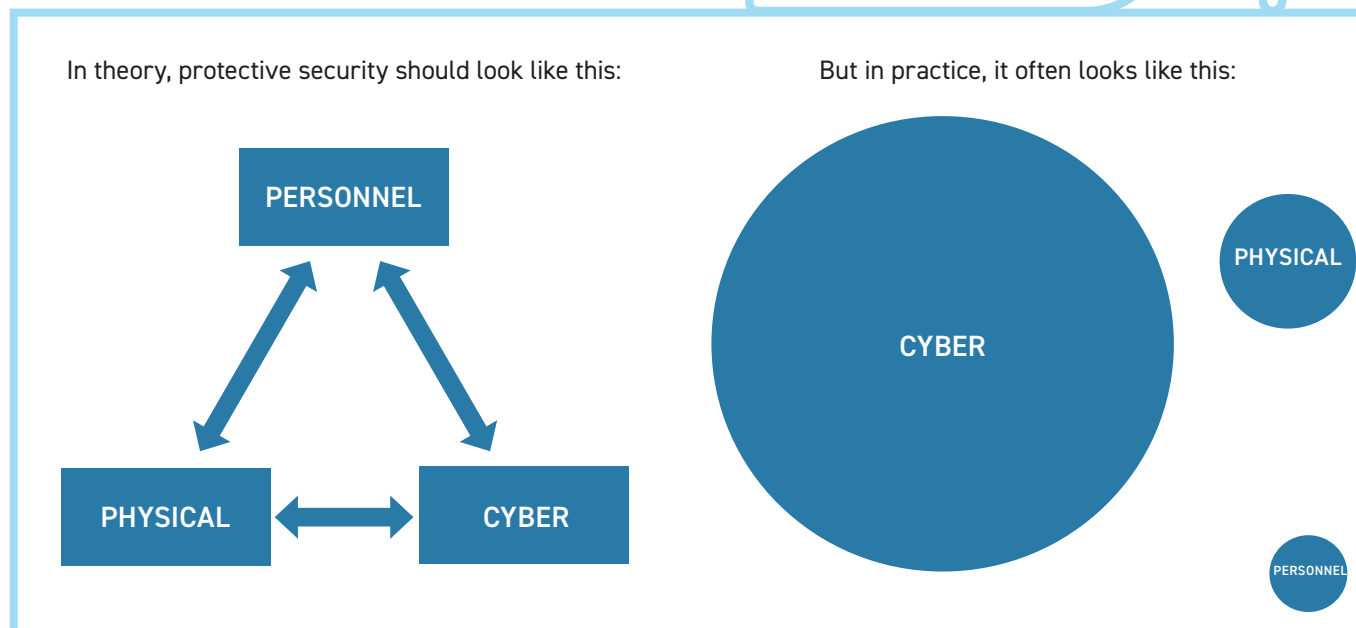 In theory, protective security should look like this:
PERSONNEL
PHYSICAL
CYBER
But in practice, it often looks like this:
CYBER
PHYSICAL
PERSONNEL